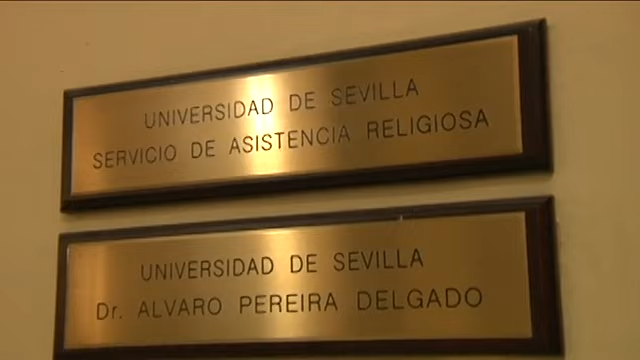 UNIVERSIDAD DE SEVILLA
SERVICIO DE ASISTENCIA RELIGIOSA
UNIVERSIDAD DE SEVILLA
Dr. ALVARO PEREIRA DELGADO